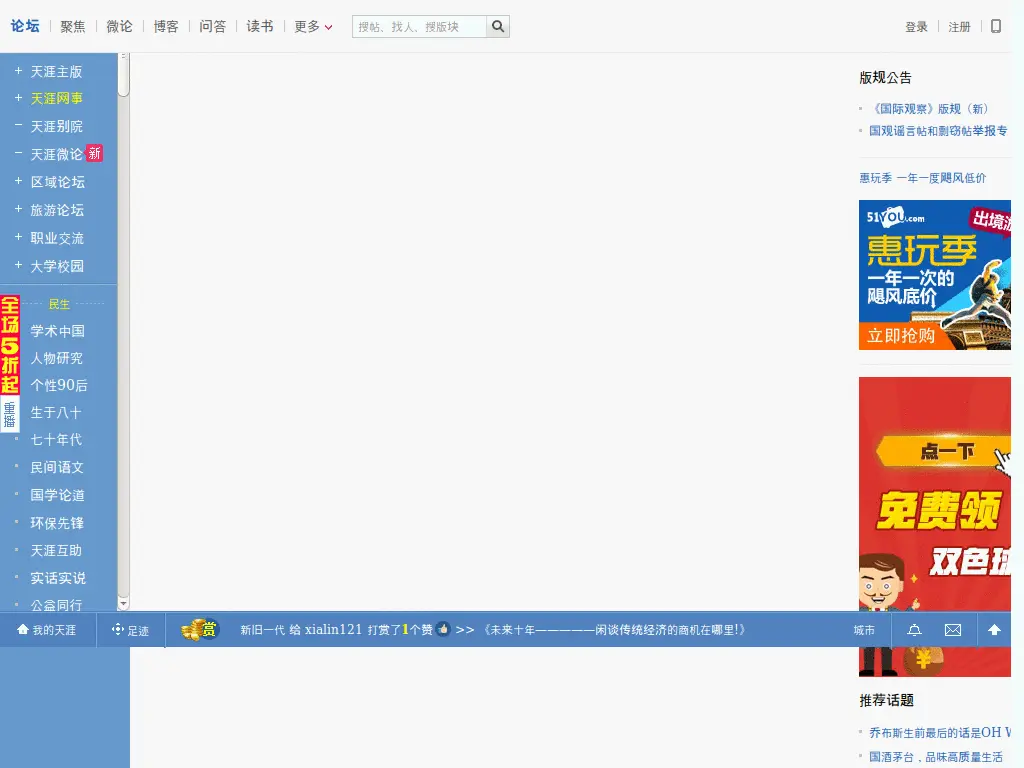 论坛 聚焦 微论 博客 问答 读书 更多 搜帖、找人、搜版块 登录 注册
+ 天涯主版
+ 天涯网事
− 天涯别院
− 天涯微论 新
+ 区域论坛
+ 旅游论坛
+ 职业交流
+ 大学校园
民生
学术中国
人物研究
个性90后
生于八十
七十年代
民间语文
国学论道
环保先锋
天涯互助
实话实说
公益同行
全场5折起
重播
版规公告
《国际观察》版规（新）
国观谣言帖和剽窃帖举报专
惠玩季 一年一度飓风低价
51YOU.com
出境游
惠玩季
一年一次的
飓风底价
立即抢购
点一下
免费领
双色球
我的天涯 足迹 赏 新旧一代 给 xialin121 打赏了1个赞 >> 《未来十年—————闲谈传统经济的商机在哪里!》 城市
推荐话题
乔布斯生前最后的话是OH W
国酒茅台，品味高质量生活